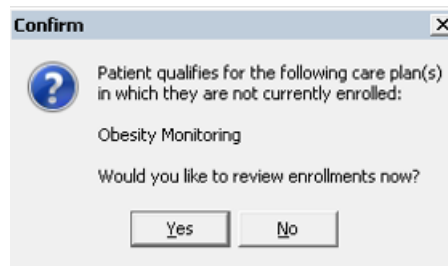 Confirm
Patient qualifies for the following care plan(s)
in which they are not currently enrolled:
Obesity Monitoring
Would you like to review enrollments now?
Yes
No